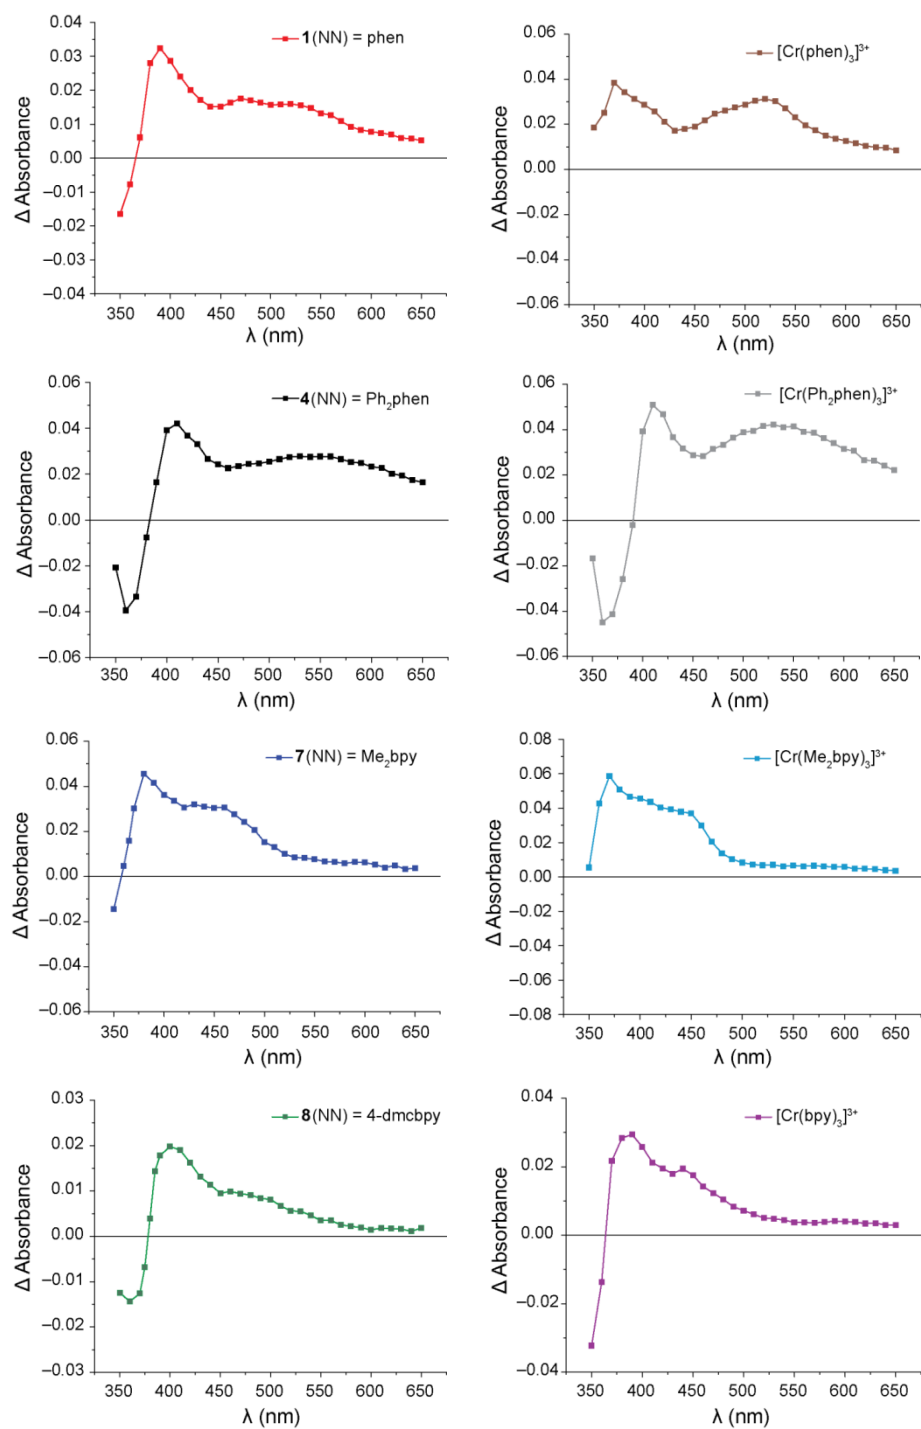 1(NN) = phen
Δ Absorbance
0.04
0.03
0.02
0.01
0.00
–0.01
–0.02
–0.03
–0.04
350 400 450 500 550 600 650
λ (nm)
[Cr(phen)₃]³⁺
Δ Absorbance
0.06
0.04
0.02
0.00
–0.02
–0.04
–0.06
350 400 450 500 550 600 650
λ (nm)
4(NN) = Ph₂phen
Δ Absorbance
0.06
0.04
0.02
0.00
–0.02
–0.04
–0.06
350 400 450 500 550 600 650
λ (nm)
[Cr(Ph₂phen)₃]³⁺
Δ Absorbance
0.06
0.04
0.02
0.00
–0.02
–0.04
–0.06
350 400 450 500 550 600 650
λ (nm)
7(NN) = Me₂bpy
Δ Absorbance
0.06
0.04
0.02
0.00
–0.02
–0.04
–0.06
350 400 450 500 550 600 650
λ (nm)
[Cr(Me₂bpy)₃]³⁺
Δ Absorbance
0.08
0.06
0.04
0.02
0.00
–0.02
–0.04
–0.06
–0.08
350 400 450 500 550 600 650
λ (nm)
8(NN) = 4-dmcbpy
Δ Absorbance
0.03
0.02
0.01
0.00
–0.01
–0.02
–0.03
350 400 450 500 550 600 650
λ (nm)
[Cr(bpy)₃]³⁺
Δ Absorbance
0.04
0.02
0.00
–0.02
–0.04
350 400 450 500 550 600 650
λ (nm)